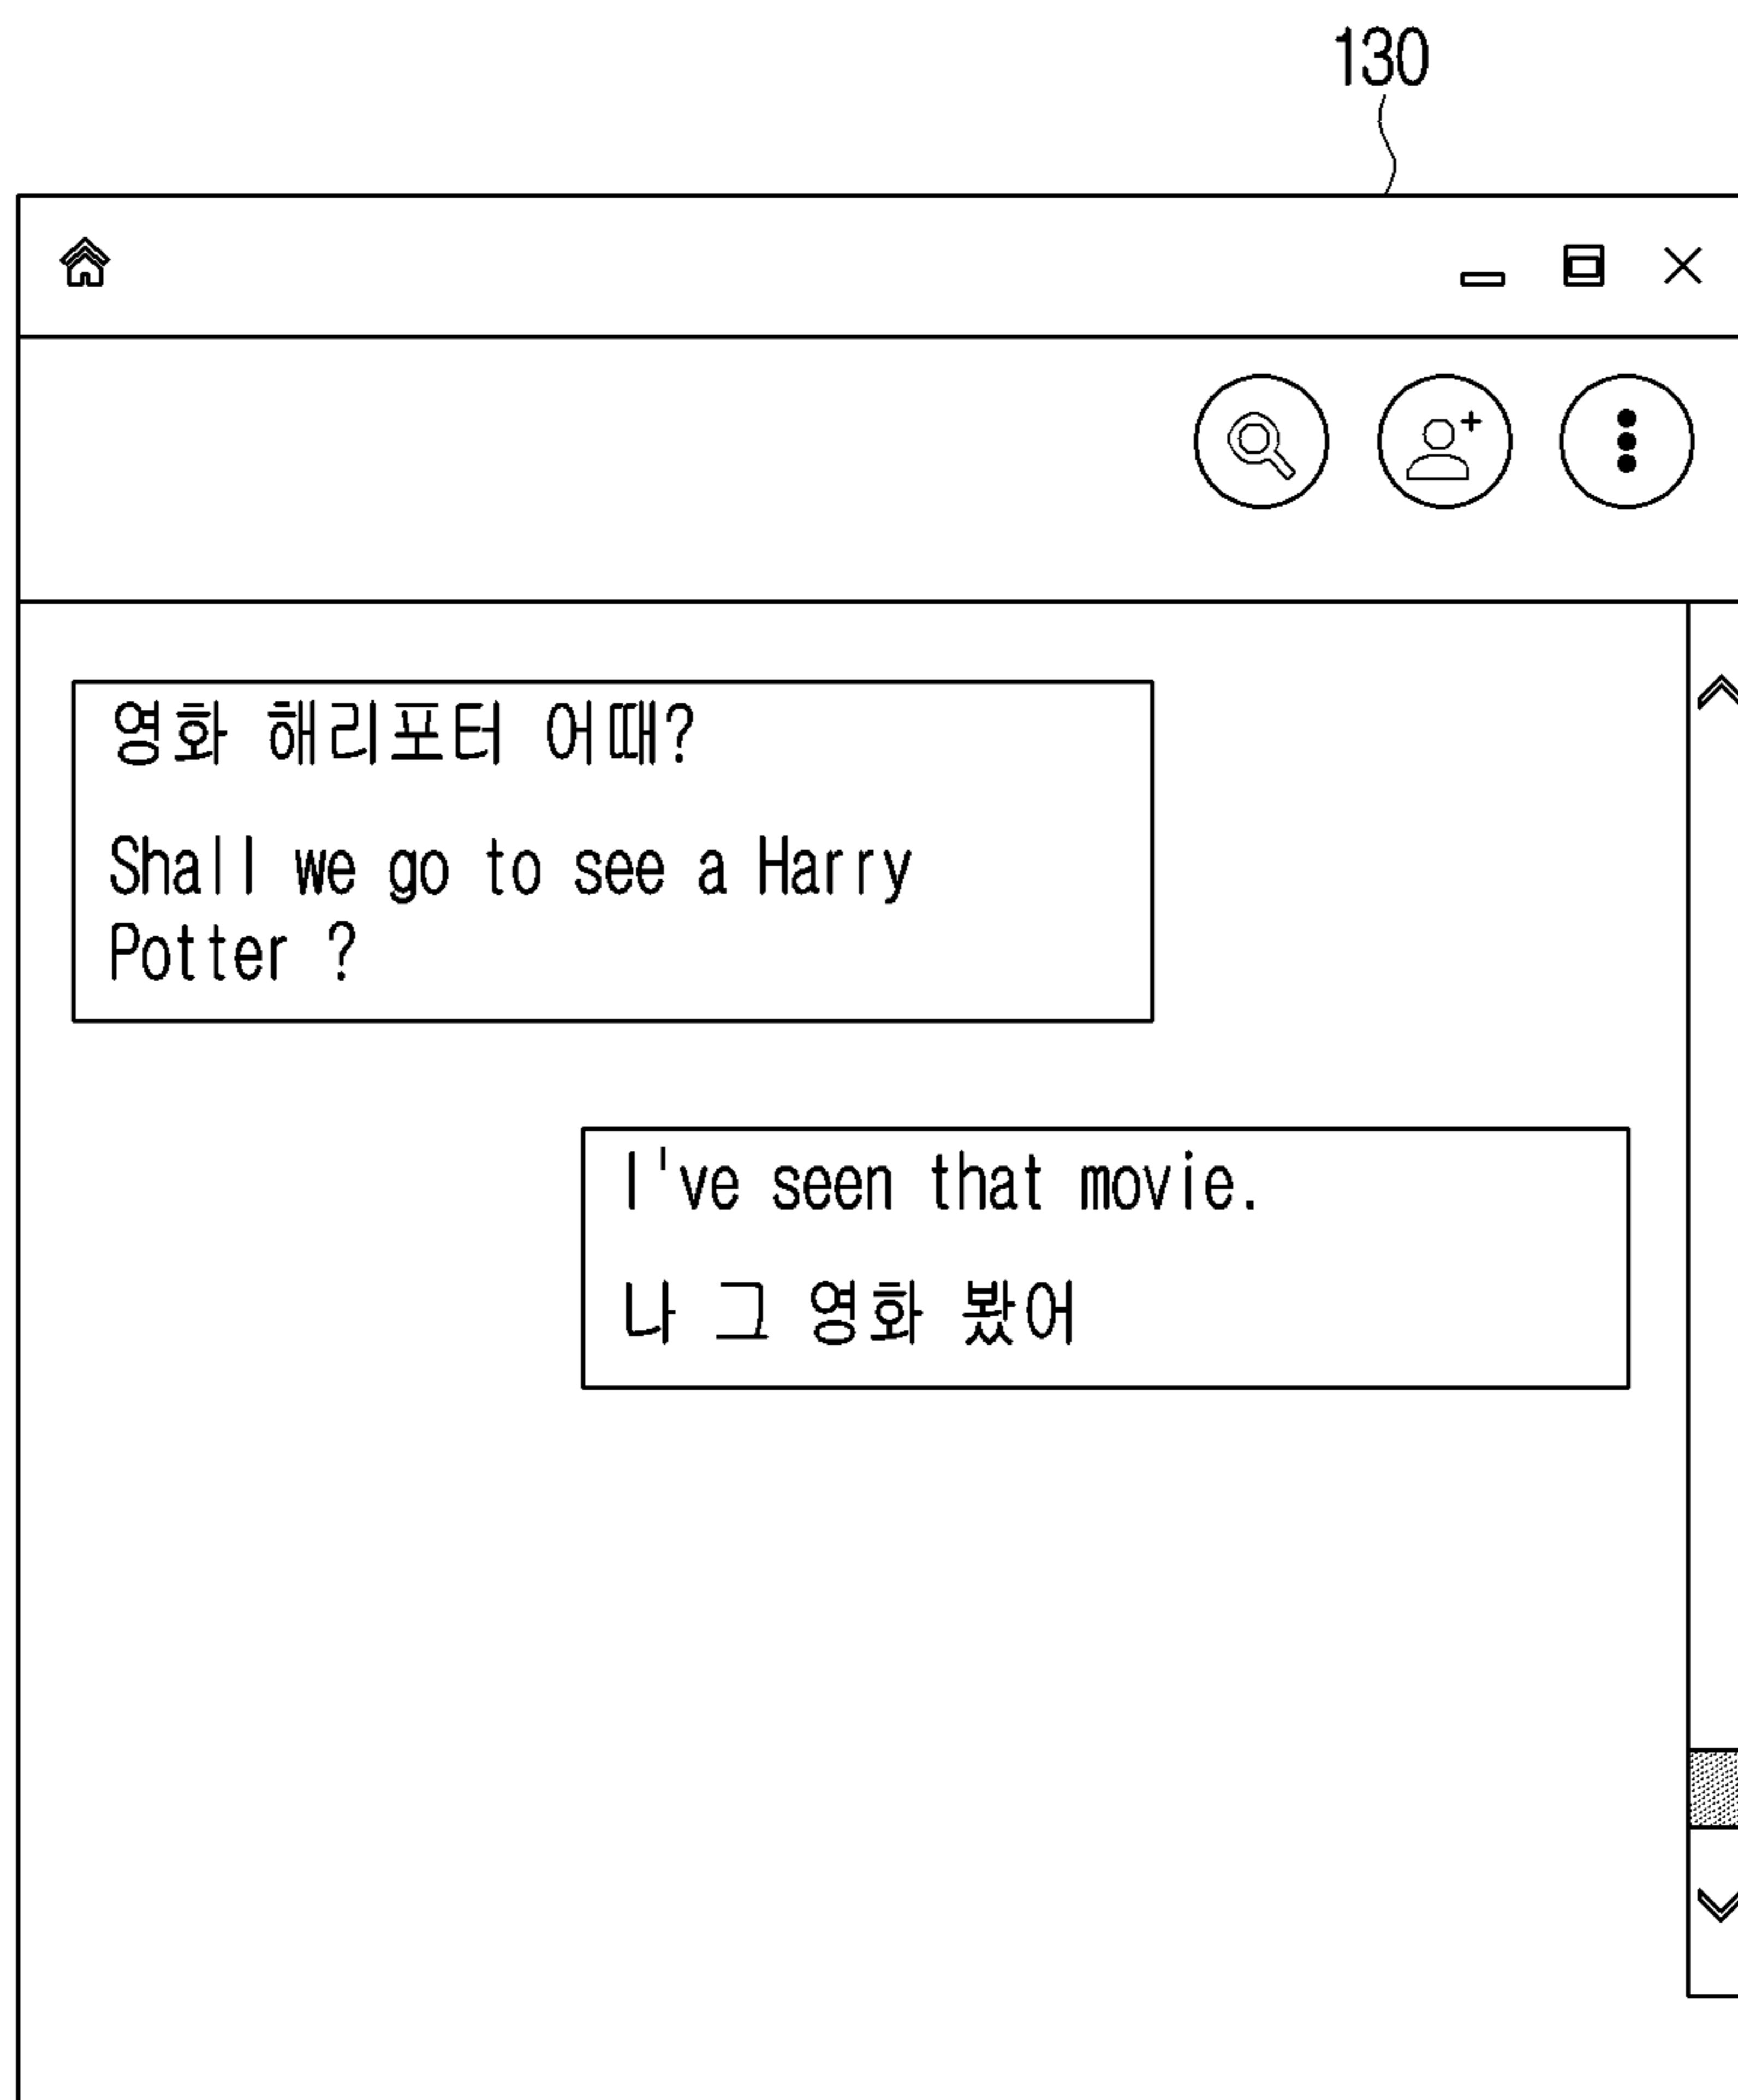 130
영화 해리포터 어때?
Shall we go to see a Harry
Potter ?
I've seen that movie.
나 그 영화 봤어